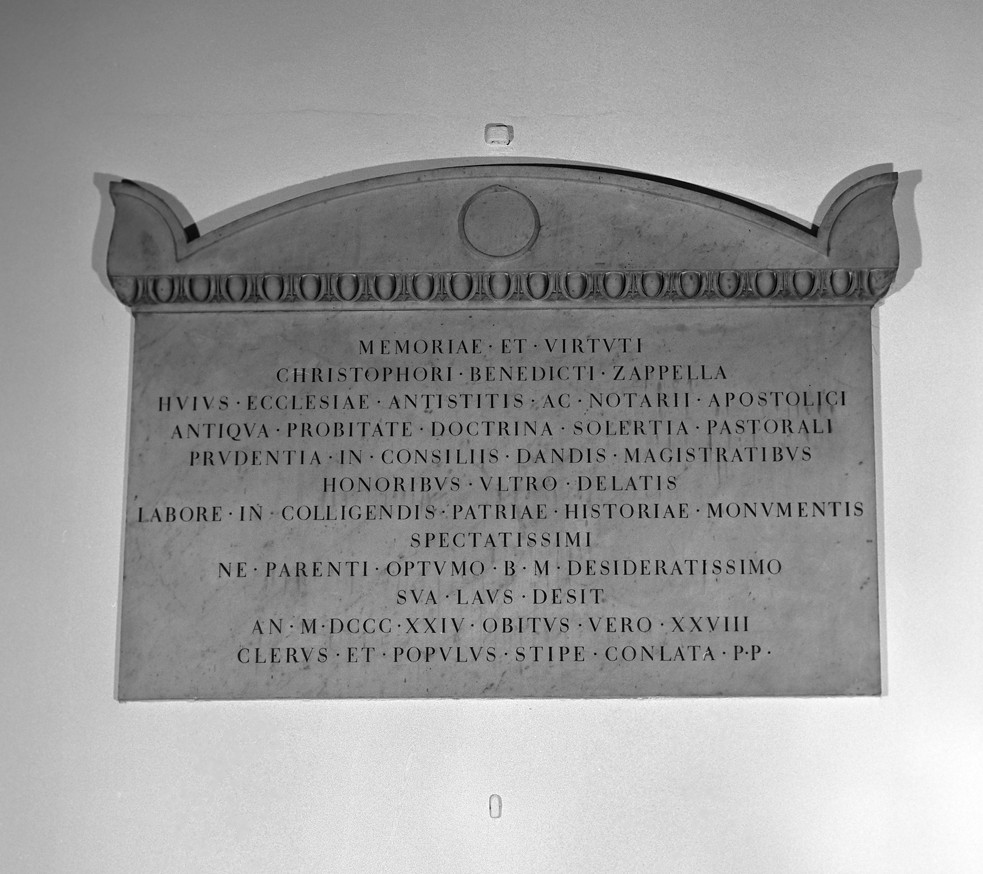 MEMORIAE · ET · VIRTVTI
CHRISTOPHORI · BENEDICTI · ZAPPELLA
HVIVS · ECCLESIAE · ANTISTITIS · AC · NOTARII · APOSTOLICI
ANTIQVA · PROBITATE · DOCTRINA · SOLERTIA · PASTORALI
PRVDENTIA · IN · CONSILIIS · DANDIS · MAGISTRATIBVS
HONORIBVS · VLTRO · DELATIS
LABORE · IN · COLLIGENDIS · PATRIAE · HISTORIAE · MONVMENTIS
SPECTATISSIMI
NE · PARENTI · OPTVMO · B · M · DESIDERATISSIMO
SVA · LAVS · DESIT
AN · M · DCCC · XXIV · OBITVS · VERO · XXVIII
CLERVS · ET · POPVLVS · STIPE · CONLATA · P · P ·